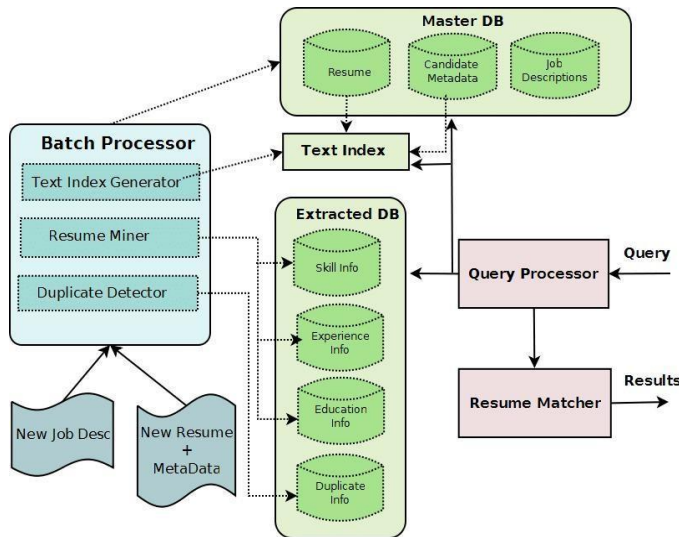 Master DB
Resume
Candidate
Metadata
Job
Descriptions
Batch Processor
Text Index Generator
Resume Miner
Duplicate Detector
Text Index
Extracted DB
Skill Info
Experience
Info
Education
Info
Duplicate
Info
Query
Query Processor
Results
Resume Matcher
New Job Desc
New Resume
+
MetaData